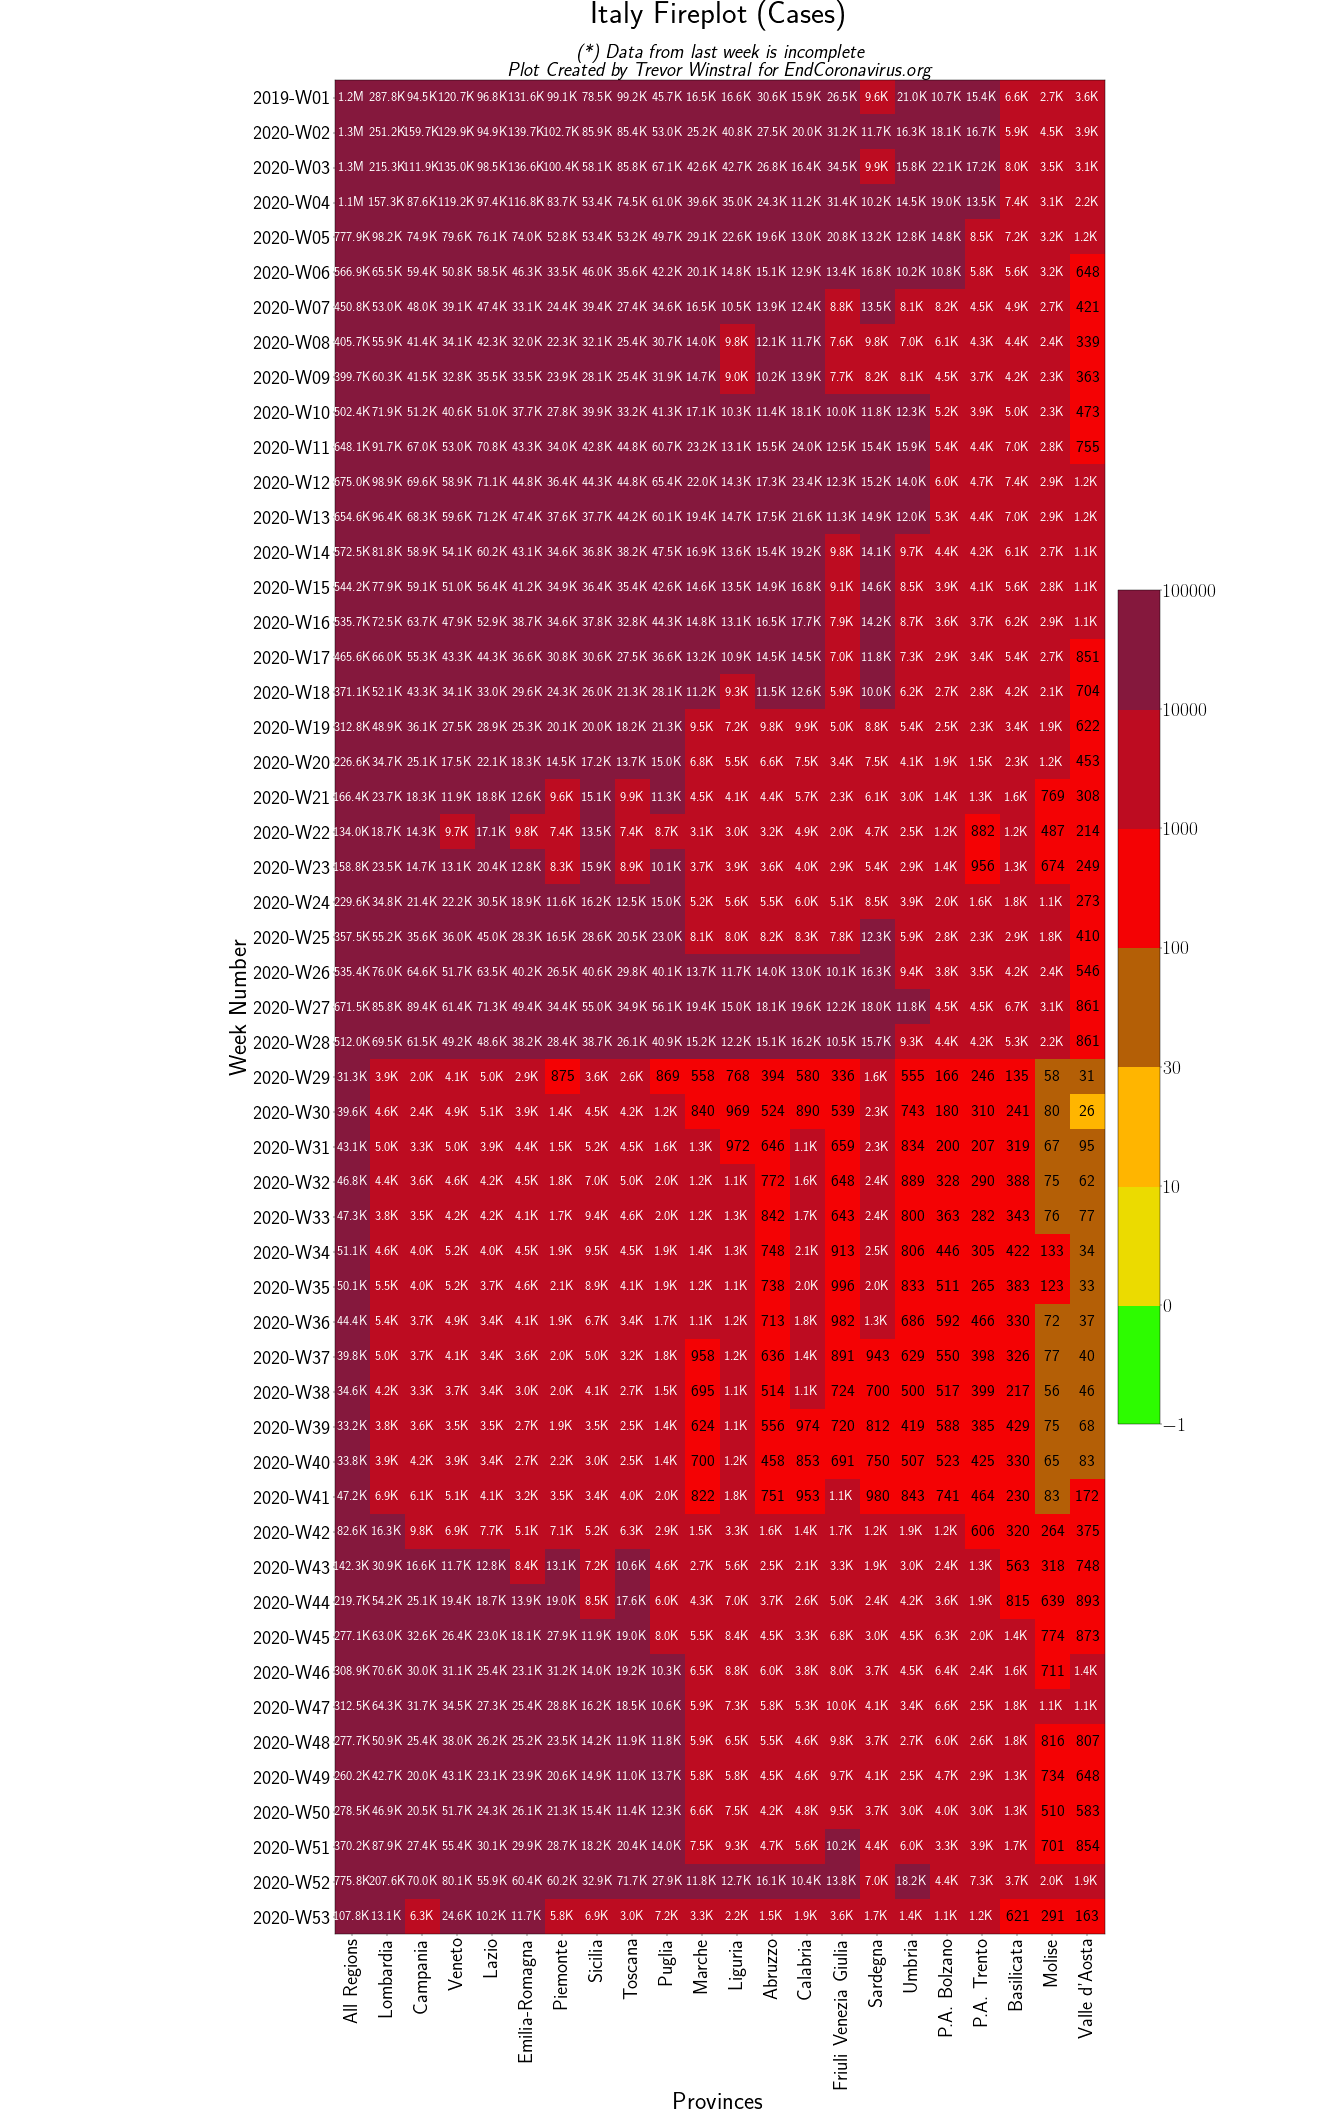 Italy Fireplot (Cases)
(*) Data from last week is incomplete
Plot Created by Trevor Winstral for EndCoronavirus.org
2019-W01 1.2M 287.8K 94.5K 120.7K 96.8K 131.6K 99.1K 78.5K 99.2K 45.7K 16.5K 16.6K 30.6K 15.9K 26.5K 9.6K 21.0K 10.7K 15.4K 6.6K 2.7K 3.6K
2020-W02 1.3M 251.2K 159.7K 129.9K 94.9K 139.7K 102.7K 85.9K 85.4K 53.0K 25.2K 40.8K 27.5K 20.0K 31.2K 11.7K 16.3K 18.1K 16.7K 5.9K 4.5K 3.9K
2020-W03 1.3M 215.3K 111.9K 135.0K 98.5K 136.6K 100.4K 58.1K 85.8K 67.1K 42.6K 42.7K 26.8K 16.4K 34.5K 9.9K 15.8K 22.1K 17.2K 8.0K 3.5K 3.1K
2020-W04 1.1M 157.3K 87.6K 119.2K 97.4K 116.8K 83.7K 53.4K 74.5K 61.0K 39.6K 35.0K 24.3K 11.2K 31.4K 10.2K 14.5K 19.0K 13.5K 7.4K 3.1K 2.2K
2020-W05 777.9K 98.2K 74.9K 79.6K 76.1K 74.0K 52.8K 53.4K 53.2K 49.7K 29.1K 22.6K 19.6K 13.0K 20.8K 13.2K 12.8K 14.8K 8.5K 7.2K 3.2K 1.2K
2020-W06 566.9K 65.5K 59.4K 50.8K 58.5K 46.3K 33.5K 46.0K 35.6K 42.2K 20.1K 14.8K 15.1K 12.9K 13.4K 16.8K 10.2K 10.8K 5.8K 5.6K 3.2K 648
2020-W07 450.8K 53.0K 48.0K 39.1K 47.4K 33.1K 24.4K 39.4K 27.4K 34.6K 16.5K 10.5K 13.9K 12.4K 8.8K 13.5K 8.1K 8.2K 4.5K 4.9K 2.7K 421
2020-W08 405.7K 55.9K 41.4K 34.1K 42.3K 32.0K 22.3K 32.1K 25.4K 30.7K 14.0K 9.8K 12.1K 11.7K 7.6K 9.8K 7.0K 6.1K 4.3K 4.4K 2.4K 339
2020-W09 399.7K 60.3K 41.5K 32.8K 35.5K 33.5K 23.9K 28.1K 25.4K 31.9K 14.7K 9.0K 10.2K 13.9K 7.7K 8.2K 8.1K 4.5K 3.7K 4.2K 2.3K 363
2020-W10 502.4K 71.9K 51.2K 40.6K 51.0K 37.7K 27.8K 39.9K 33.2K 41.3K 17.1K 10.3K 11.4K 18.1K 10.0K 11.8K 12.3K 5.2K 3.9K 5.0K 2.3K 473
2020-W11 648.1K 91.7K 67.0K 53.0K 70.8K 43.3K 34.0K 42.8K 44.8K 60.7K 23.2K 13.1K 15.5K 24.0K 12.5K 15.4K 15.9K 5.4K 4.4K 7.0K 2.8K 755
2020-W12 675.0K 98.9K 69.6K 58.9K 71.1K 44.8K 36.4K 44.3K 44.8K 65.4K 22.0K 14.3K 17.3K 23.4K 12.3K 15.2K 14.0K 6.0K 4.7K 7.4K 2.9K 1.2K
2020-W13 654.6K 96.4K 68.3K 59.6K 71.2K 47.4K 37.6K 37.7K 44.2K 60.1K 19.4K 14.7K 17.5K 21.6K 11.3K 14.9K 12.0K 5.3K 4.4K 7.0K 2.9K 1.2K
2020-W14 572.5K 81.8K 58.9K 54.1K 60.2K 43.1K 34.6K 36.8K 38.2K 47.5K 16.9K 13.6K 15.4K 19.2K 9.8K 14.1K 9.7K 4.4K 4.2K 6.1K 2.7K 1.1K
2020-W15 544.2K 77.9K 59.1K 51.0K 56.4K 41.2K 34.9K 36.4K 35.4K 42.6K 14.6K 13.5K 14.9K 16.8K 9.1K 14.6K 8.5K 3.9K 4.1K 5.6K 2.8K 1.1K
2020-W16 535.7K 72.5K 63.7K 47.9K 52.9K 38.7K 34.6K 37.8K 32.8K 44.3K 14.8K 13.1K 16.5K 17.7K 7.9K 14.2K 8.7K 3.6K 3.7K 6.2K 2.9K 1.1K
2020-W17 465.6K 66.0K 55.3K 43.3K 44.3K 36.6K 30.8K 30.6K 27.5K 36.6K 13.2K 10.9K 14.5K 14.5K 7.0K 11.8K 7.3K 2.9K 3.4K 5.4K 2.7K 851
2020-W18 371.1K 52.1K 43.3K 34.1K 33.0K 29.6K 24.3K 26.0K 21.3K 28.1K 11.2K 9.3K 11.5K 12.6K 5.9K 10.0K 6.2K 2.7K 2.8K 4.2K 2.1K 704
2020-W19 312.8K 48.9K 36.1K 27.5K 28.9K 25.3K 20.1K 20.0K 18.2K 21.3K 9.5K 7.2K 9.8K 9.9K 5.0K 8.8K 5.4K 2.5K 2.3K 3.4K 1.9K 622
2020-W20 226.6K 34.7K 25.1K 17.5K 22.1K 18.3K 14.5K 17.2K 13.7K 15.0K 6.8K 5.5K 6.6K 7.5K 3.4K 7.5K 4.1K 1.9K 1.5K 2.3K 1.2K 453
2020-W21 166.4K 23.7K 18.3K 11.9K 18.8K 12.6K 9.6K 15.1K 9.9K 11.3K 4.5K 4.1K 4.4K 5.7K 2.3K 6.1K 3.0K 1.4K 1.3K 1.6K 769 308
2020-W22 134.0K 18.7K 14.3K 9.7K 17.1K 9.8K 7.4K 13.5K 7.4K 8.7K 3.1K 3.0K 3.2K 4.9K 2.0K 4.7K 2.5K 1.2K 882 1.2K 487 214
2020-W23 158.8K 23.5K 14.7K 13.1K 20.4K 12.8K 8.3K 15.9K 8.9K 10.1K 3.7K 3.9K 3.6K 4.0K 2.9K 5.4K 2.9K 1.4K 956 1.3K 674 249
2020-W24 229.6K 34.8K 21.4K 22.2K 30.5K 18.9K 11.6K 16.2K 12.5K 15.0K 5.2K 5.6K 5.5K 6.0K 5.1K 8.5K 3.9K 2.0K 1.6K 1.8K 1.1K 273
2020-W25 357.5K 55.2K 35.6K 36.0K 45.0K 28.3K 16.5K 28.6K 20.5K 23.0K 8.1K 8.0K 8.2K 8.3K 7.8K 12.3K 5.9K 2.8K 2.3K 2.9K 1.8K 410
2020-W26 535.4K 76.0K 64.6K 51.7K 63.5K 40.2K 26.5K 40.6K 29.8K 40.1K 13.7K 11.7K 14.0K 13.0K 10.1K 16.3K 9.4K 3.8K 3.5K 4.2K 2.4K 546
2020-W27 671.5K 85.8K 89.4K 61.4K 71.3K 49.4K 34.4K 55.0K 34.9K 56.1K 19.4K 15.0K 18.1K 19.6K 12.2K 18.0K 11.8K 4.5K 4.5K 6.7K 3.1K 861
2020-W28 512.0K 69.5K 61.5K 49.2K 48.6K 38.2K 28.4K 38.7K 26.1K 40.9K 15.2K 12.2K 15.1K 16.2K 10.5K 15.7K 9.3K 4.4K 4.2K 5.3K 2.2K 861
2020-W29 31.3K 3.9K 2.0K 4.1K 5.0K 2.9K 875 3.6K 2.6K 869 558 768 394 580 336 1.6K 555 166 246 135 58 31
2020-W30 39.6K 4.6K 2.4K 4.9K 5.1K 3.9K 1.4K 4.5K 4.2K 1.2K 840 969 524 890 539 2.3K 743 180 310 241 80 26
2020-W31 43.1K 5.0K 3.3K 5.0K 3.9K 4.4K 1.5K 5.2K 4.5K 1.6K 1.3K 972 646 1.1K 659 2.3K 834 200 207 319 67 95
2020-W32 46.8K 4.4K 3.6K 4.6K 4.2K 4.5K 1.8K 7.0K 5.0K 2.0K 1.2K 1.1K 772 1.6K 648 2.4K 889 328 290 388 75 62
2020-W33 47.3K 3.8K 3.5K 4.2K 4.2K 4.1K 1.7K 9.4K 4.6K 2.0K 1.2K 1.3K 842 1.7K 643 2.4K 800 363 282 343 76 77
2020-W34 51.1K 4.6K 4.0K 5.2K 4.0K 4.5K 1.9K 9.5K 4.5K 1.9K 1.4K 1.3K 748 2.1K 913 2.5K 806 446 305 422 133 34
2020-W35 50.1K 5.5K 4.0K 5.2K 3.7K 4.6K 2.1K 8.9K 4.1K 1.9K 1.2K 1.1K 738 2.0K 996 2.0K 833 511 265 383 123 33
2020-W36 44.4K 5.4K 3.7K 4.9K 3.4K 4.1K 1.9K 6.7K 3.4K 1.7K 1.1K 1.2K 713 1.8K 982 1.3K 686 592 466 330 72 37
2020-W37 39.8K 5.0K 3.7K 4.1K 3.4K 3.6K 2.0K 5.0K 3.2K 1.8K 958 1.2K 636 1.4K 891 943 629 550 398 326 77 40
2020-W38 34.6K 4.2K 3.3K 3.7K 3.4K 3.0K 2.0K 4.1K 2.7K 1.5K 695 1.1K 514 1.1K 724 700 500 517 399 217 56 46
2020-W39 33.2K 3.8K 3.6K 3.5K 3.5K 2.7K 1.9K 3.5K 2.5K 1.4K 624 1.1K 556 974 720 812 419 588 385 429 75 68
2020-W40 33.8K 3.9K 4.2K 3.9K 3.4K 2.7K 2.2K 3.0K 2.5K 1.4K 700 1.2K 458 853 691 750 507 523 425 330 65 83
2020-W41 47.2K 6.9K 6.1K 5.1K 4.1K 3.2K 3.5K 3.4K 4.0K 2.0K 822 1.8K 751 953 1.1K 980 843 741 464 230 83 172
2020-W42 82.6K 16.3K 9.8K 6.9K 7.7K 5.1K 7.1K 5.2K 6.3K 2.9K 1.5K 3.3K 1.6K 1.4K 1.7K 1.2K 1.9K 1.2K 606 320 264 375
2020-W43 142.3K 30.9K 16.6K 11.7K 12.8K 8.4K 13.1K 7.2K 10.6K 4.6K 2.7K 5.6K 2.5K 2.1K 3.3K 1.9K 3.0K 2.4K 1.3K 563 318 748
2020-W44 219.7K 54.2K 25.1K 19.4K 18.7K 13.9K 19.0K 8.5K 17.6K 6.0K 4.3K 7.0K 3.7K 2.6K 5.0K 2.4K 4.2K 3.6K 1.9K 815 639 893
2020-W45 277.1K 63.0K 32.6K 26.4K 23.0K 18.1K 27.9K 11.9K 19.0K 8.0K 5.5K 8.4K 4.5K 3.3K 6.8K 3.0K 4.5K 6.3K 2.0K 1.4K 774 873
2020-W46 308.9K 70.6K 30.0K 31.1K 25.4K 23.1K 31.2K 14.0K 19.2K 10.3K 6.5K 8.8K 6.0K 3.8K 8.0K 3.7K 4.5K 6.4K 2.4K 1.6K 711 1.4K
2020-W47 312.5K 64.3K 31.7K 34.5K 27.3K 25.4K 28.8K 16.2K 18.5K 10.6K 5.9K 7.3K 5.8K 5.3K 10.0K 4.1K 3.4K 6.6K 2.5K 1.8K 1.1K 1.1K
2020-W48 277.7K 50.9K 25.4K 38.0K 26.2K 25.2K 23.5K 14.2K 11.9K 11.8K 5.9K 6.5K 5.5K 4.6K 9.8K 3.7K 2.7K 6.0K 2.6K 1.8K 816 807
2020-W49 260.2K 42.7K 20.0K 43.1K 23.1K 23.9K 20.6K 14.9K 11.0K 13.7K 5.8K 5.8K 4.5K 4.6K 9.7K 4.1K 2.5K 4.7K 2.9K 1.3K 734 648
2020-W50 278.5K 46.9K 20.5K 51.7K 24.3K 26.1K 21.3K 15.4K 11.4K 12.3K 6.6K 7.5K 4.2K 4.8K 9.5K 3.7K 3.0K 4.0K 3.0K 1.3K 510 583
2020-W51 370.2K 87.9K 27.4K 55.4K 30.1K 29.9K 28.7K 18.2K 20.4K 14.0K 7.5K 9.3K 4.7K 5.6K 10.2K 4.4K 6.0K 3.3K 3.9K 1.7K 701 854
2020-W52 775.8K 207.6K 70.0K 80.1K 55.9K 60.4K 60.2K 32.9K 71.7K 27.9K 11.8K 12.7K 16.1K 10.4K 13.8K 7.0K 18.2K 4.4K 7.3K 3.7K 2.0K 1.9K
2020-W53 107.8K 13.1K 6.3K 24.6K 10.2K 11.7K 5.8K 6.9K 3.0K 7.2K 3.3K 2.2K 1.5K 1.9K 3.6K 1.7K 1.4K 1.1K 1.2K 621 291 163
Week Number
All Regions
Lombardia
Campania
Veneto
Lazio
Emilia-Romagna
Piemonte
Sicilia
Toscana
Puglia
Marche
Liguria
Abruzzo
Calabria
Friuli Venezia Giulia
Sardegna
Umbria
P.A. Bolzano
P.A. Trento
Basilicata
Molise
Valle d'Aosta
Provinces
100000
10000
1000
100
30
10
0
−1